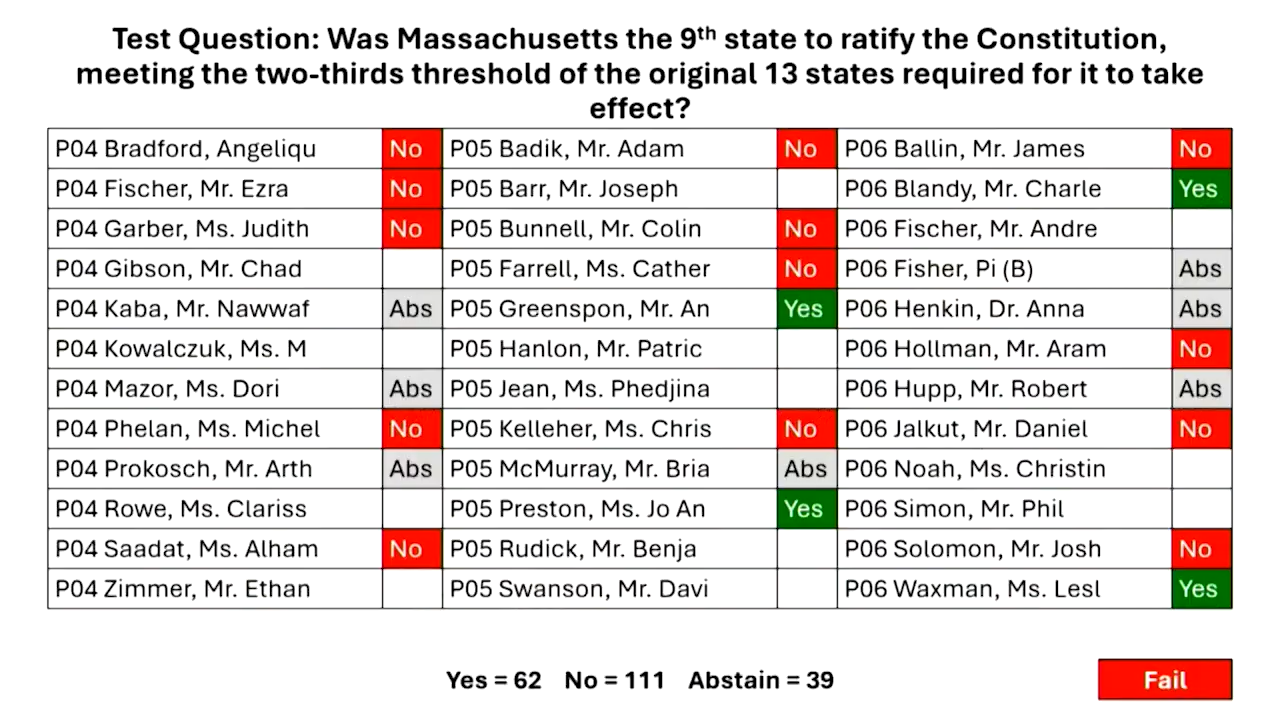 Test Question: Was Massachusetts the 9th state to ratify the Constitution,
meeting the two-thirds threshold of the original 13 states required for it to take
effect?
P04 Bradford, Angeliqu No P05 Badik, Mr. Adam No P06 Ballin, Mr. James No
P04 Fischer, Mr. Ezra No P05 Barr, Mr. Joseph P06 Blandy, Mr. Charle Yes
P04 Garber, Ms. Judith No P05 Bunnell, Mr. Colin No P06 Fischer, Mr. Andre
P04 Gibson, Mr. Chad P05 Farrell, Ms. Cather No P06 Fisher, Pi (B) Abs
P04 Kaba, Mr. Nawwaf Abs P05 Greenspon, Mr. An Yes P06 Henkin, Dr. Anna Abs
P04 Kowalczuk, Ms. M P05 Hanlon, Mr. Patric P06 Hollman, Mr. Aram No
P04 Mazor, Ms. Dori Abs P05 Jean, Ms. Phedjina P06 Hupp, Mr. Robert Abs
P04 Phelan, Ms. Michel No P05 Kelleher, Ms. Chris No P06 Jalkut, Mr. Daniel No
P04 Prokosch, Mr. Arth Abs P05 McMurray, Mr. Bria Abs P06 Noah, Ms. Christin
P04 Rowe, Ms. Clariss P05 Preston, Ms. Jo An Yes P06 Simon, Mr. Phil
P04 Saadat, Ms. Alham No P05 Rudick, Mr. Benja P06 Solomon, Mr. Josh No
P04 Zimmer, Mr. Ethan P05 Swanson, Mr. Davi P06 Waxman, Ms. Lesl Yes
Yes = 62 No = 111 Abstain = 39 Fail